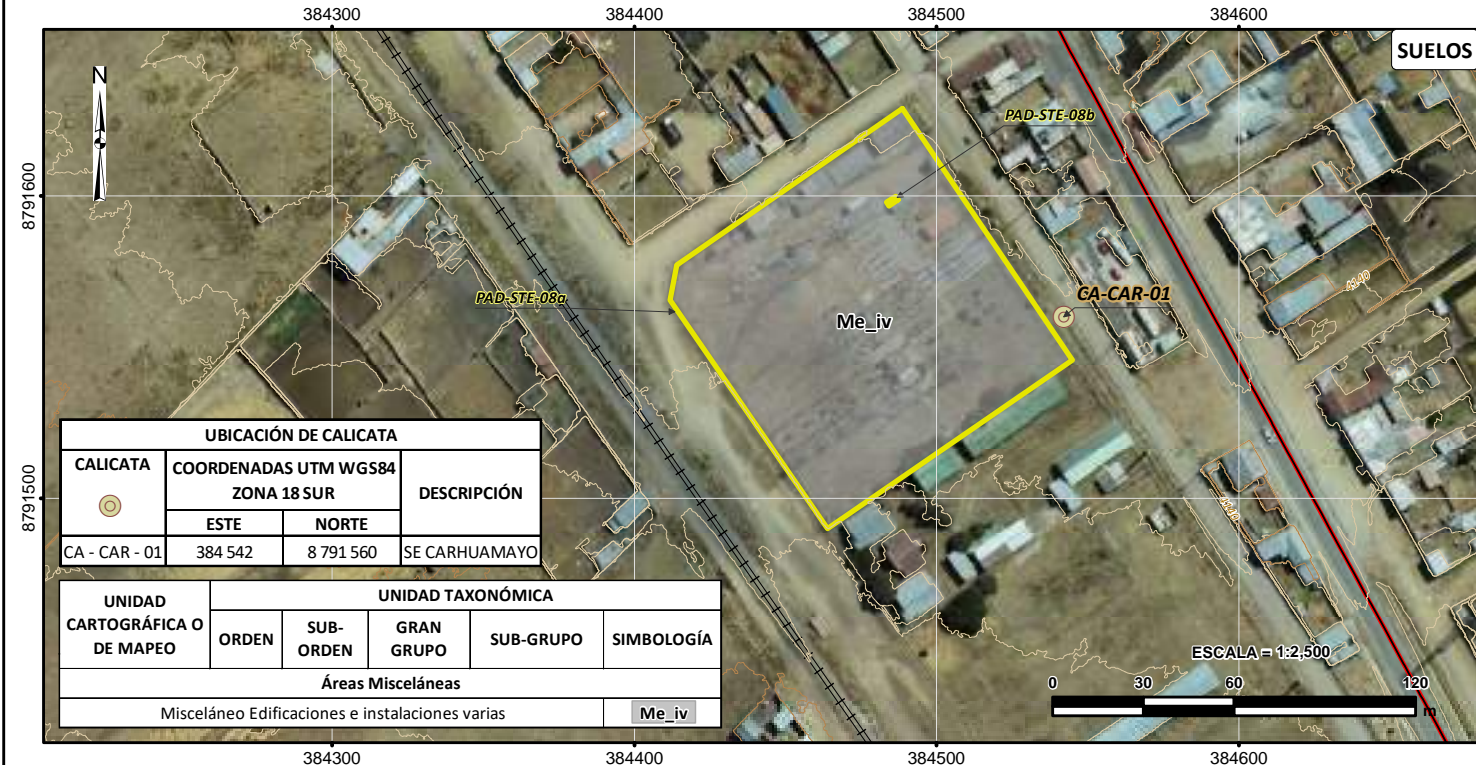 384300 384400 384500 384600
SUELOS
N
PAD-STE-08b
8791600
PAD-STE-08a
CA-CAR-01
4140
Me_iv
UBICACIÓN DE CALICATA
CALICATA
COORDENADAS UTM WGS84
ZONA 18 SUR
DESCRIPCIÓN
ESTE NORTE
CA - CAR - 01 384 542 8 791 560 SE CARHUAMAYO
8791500
4140
UNIDAD
CARTOGRÁFICA O
DE MAPEO
UNIDAD TAXONÓMICA
ORDEN
SUB-
ORDEN
GRAN
GRUPO
SUB-GRUPO
SIMBOLOGÍA
Áreas Misceláneas
Misceláneo Edificaciones e instalaciones varias Me_iv
ESCALA = 1:2,500
0 30 60 120
m
384300 384400 384500 384600